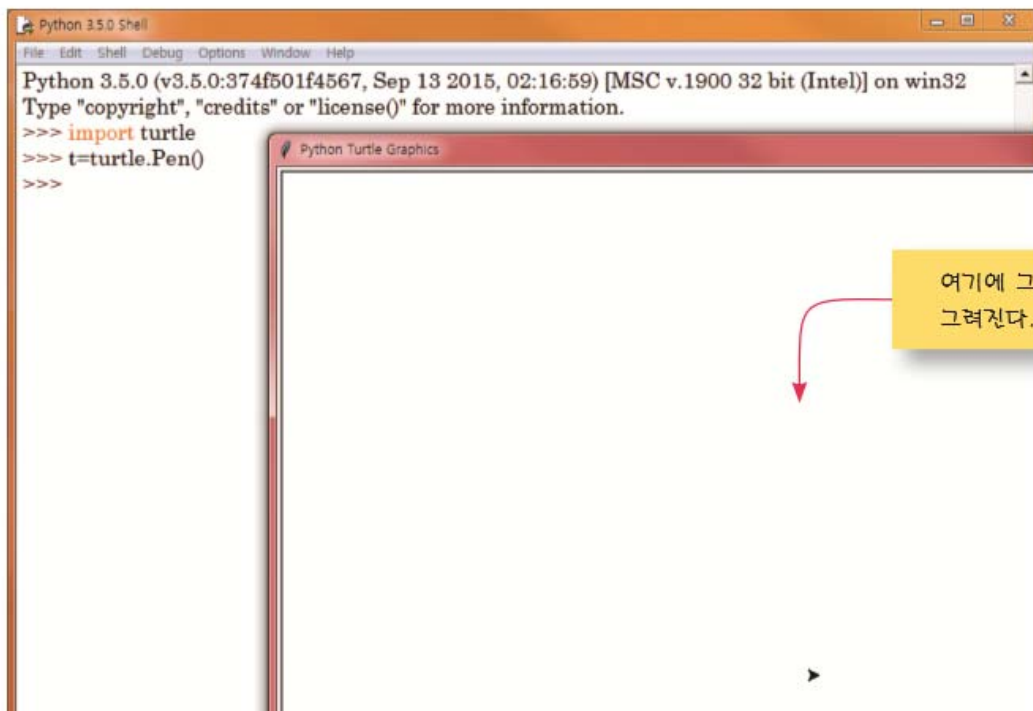 Python 3.5.0 Shell
File Edit Shell Debug Options Window Help
Python 3.5.0 (v3.5.0:374f501f4567, Sep 13 2015, 02:16:59) [MSC v.1900 32 bit (Intel)] on win32
Type "copyright", "credits" or "license()" for more information.
>>> import turtle
>>> t=turtle.Pen()
>>>
Python Turtle Graphics
여기에 그
그려진다.